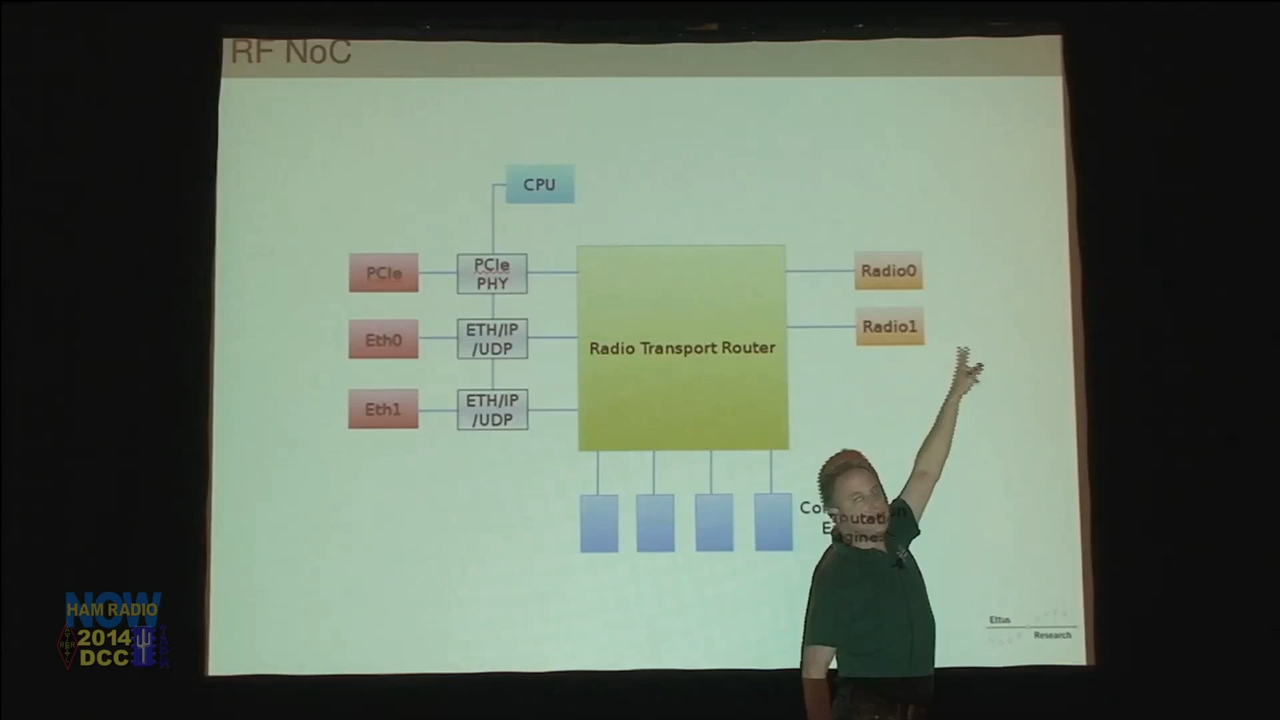 RF NoC
CPU
PCIe
PCIe
PHY
Radio0
Eth0
ETH/IP
/UDP
Radio Transport Router
Radio1
Eth1
ETH/IP
/UDP
Computation
Engines
Ettus
Research
NOW
HAM RADIO
2014
DCC